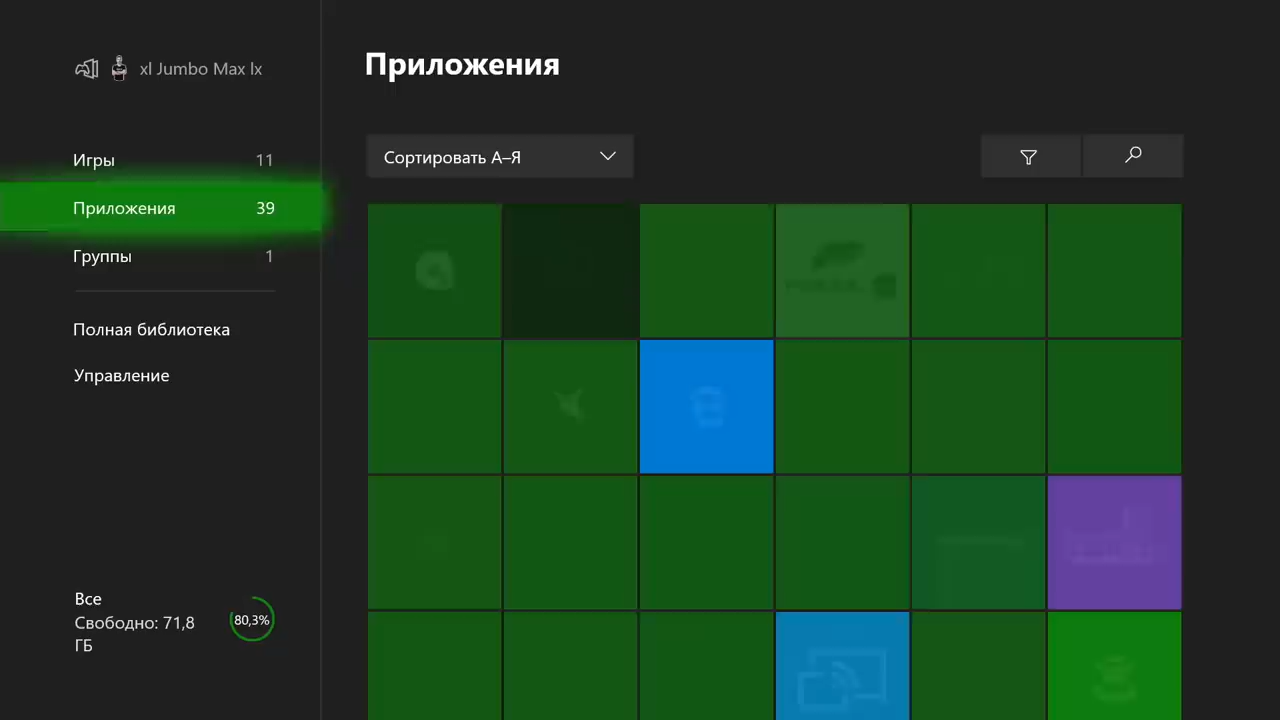 xl Jumbo Max lx
Приложения
Игры 11
Приложения 39
Группы 1
Полная библиотека
Управление
Сортировать А–Я
Все
Свободно: 71,8
ГБ
80,3%